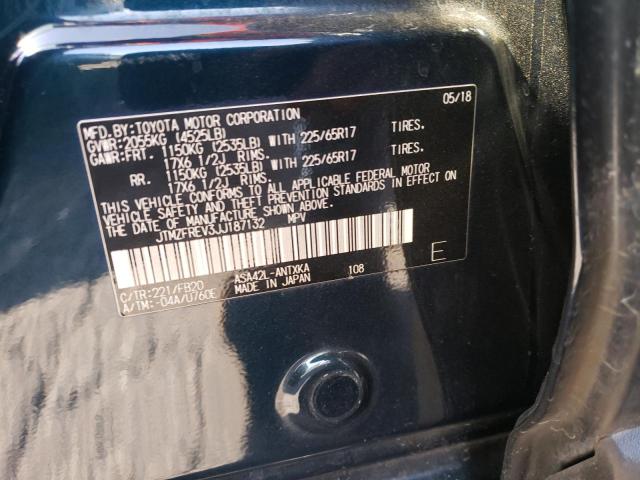 MFD. BY: TOYOTA MOTOR CORPORATION 05/18
GVWR: 2055KG (4525LB)
GAWR: FRT. 1150KG (2535LB) WITH 225/65R17 TIRES.
17X6 1/2J RIMS.
RR. 1150KG (2535LB) WITH 225/65R17 TIRES.
17X6 1/2J RIMS.
THIS VEHICLE CONFORMS TO ALL APPLICABLE FEDERAL MOTOR
VEHICLE SAFETY AND THEFT PREVENTION STANDARDS IN EFFECT ON
THE DATE OF MANUFACTURE SHOWN ABOVE.
JTMZFREV3JJ187132 MPV
E
C/TR: 221/FB20 ASA42L-ANTXKA 108
A/TM: -04A/U760E MADE IN JAPAN